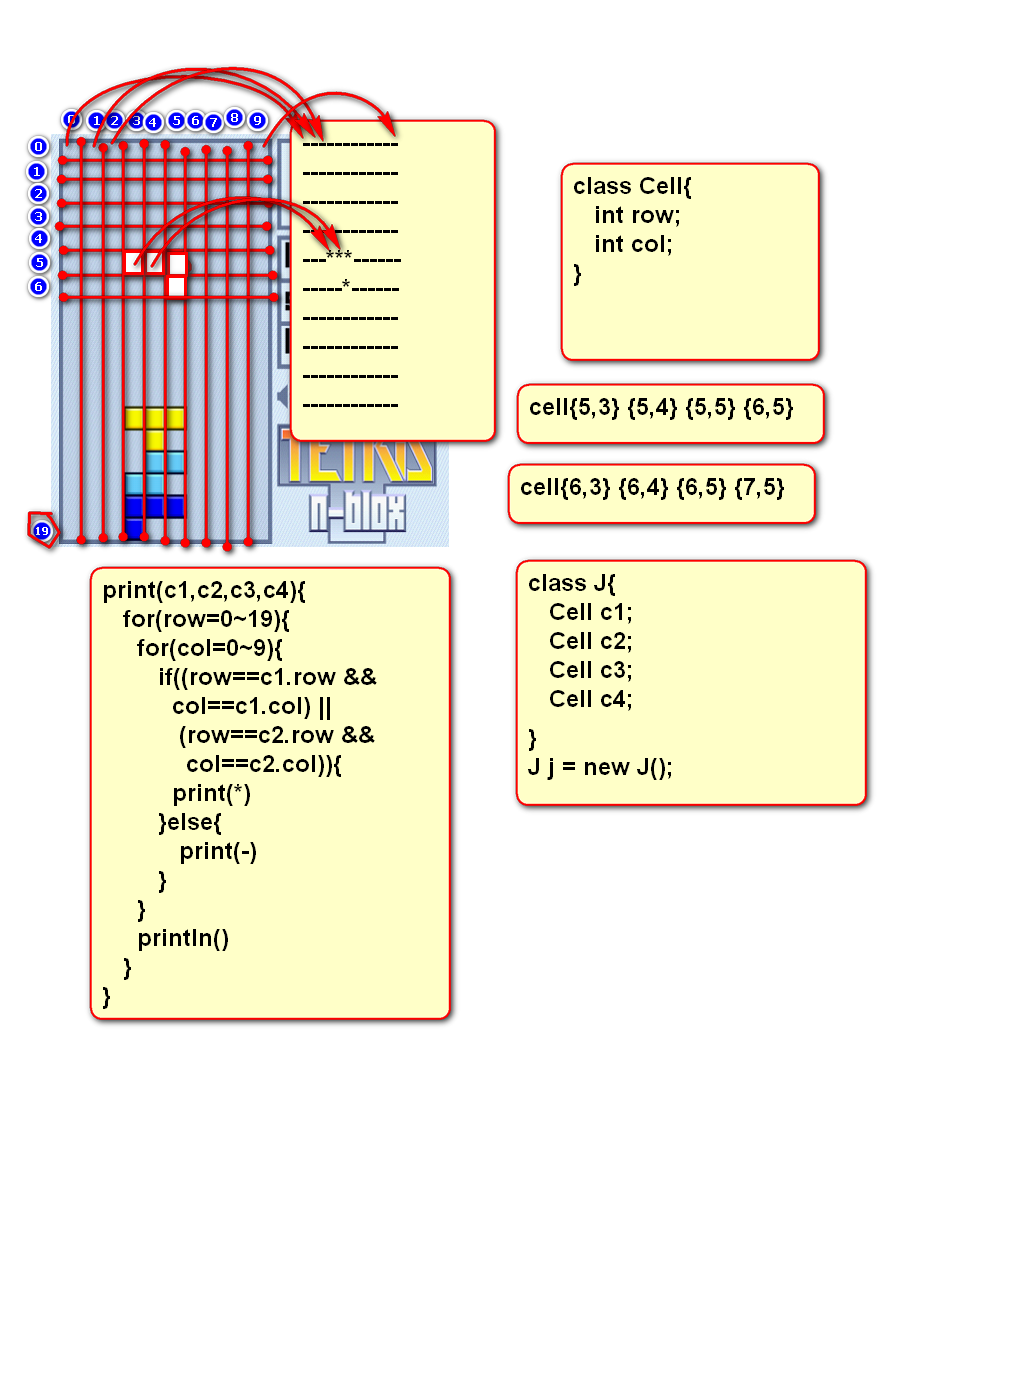 0 1 2 3 4 5 6 7 8 9
0
1
2
3
4
5
6
19
------------
------------
------------
------------
---***------
-----*------
------------
------------
------------
------------
TETRIS
n-blox
class Cell{
int row;
int col;
}
cell{5,3} {5,4} {5,5} {6,5}
cell{6,3} {6,4} {6,5} {7,5}
print(c1,c2,c3,c4){
for(row=0~19){
for(col=0~9){
if((row==c1.row &&
col==c1.col) ||
(row==c2.row &&
col==c2.col)){
print(*)
}else{
print(-)
}
}
println()
}
}
class J{
Cell c1;
Cell c2;
Cell c3;
Cell c4;
}
J j = new J();